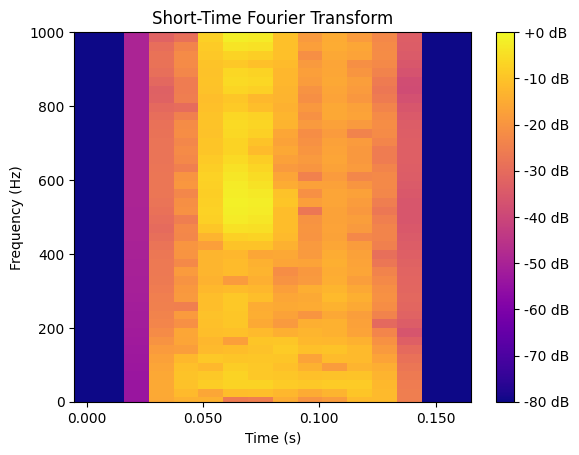 Short-Time Fourier Transform
1000
800
600
400
200
0
Frequency (Hz)
0.000
0.050
0.100
0.150
Time (s)
+0 dB
-10 dB
-20 dB
-30 dB
-40 dB
-50 dB
-60 dB
-70 dB
-80 dB